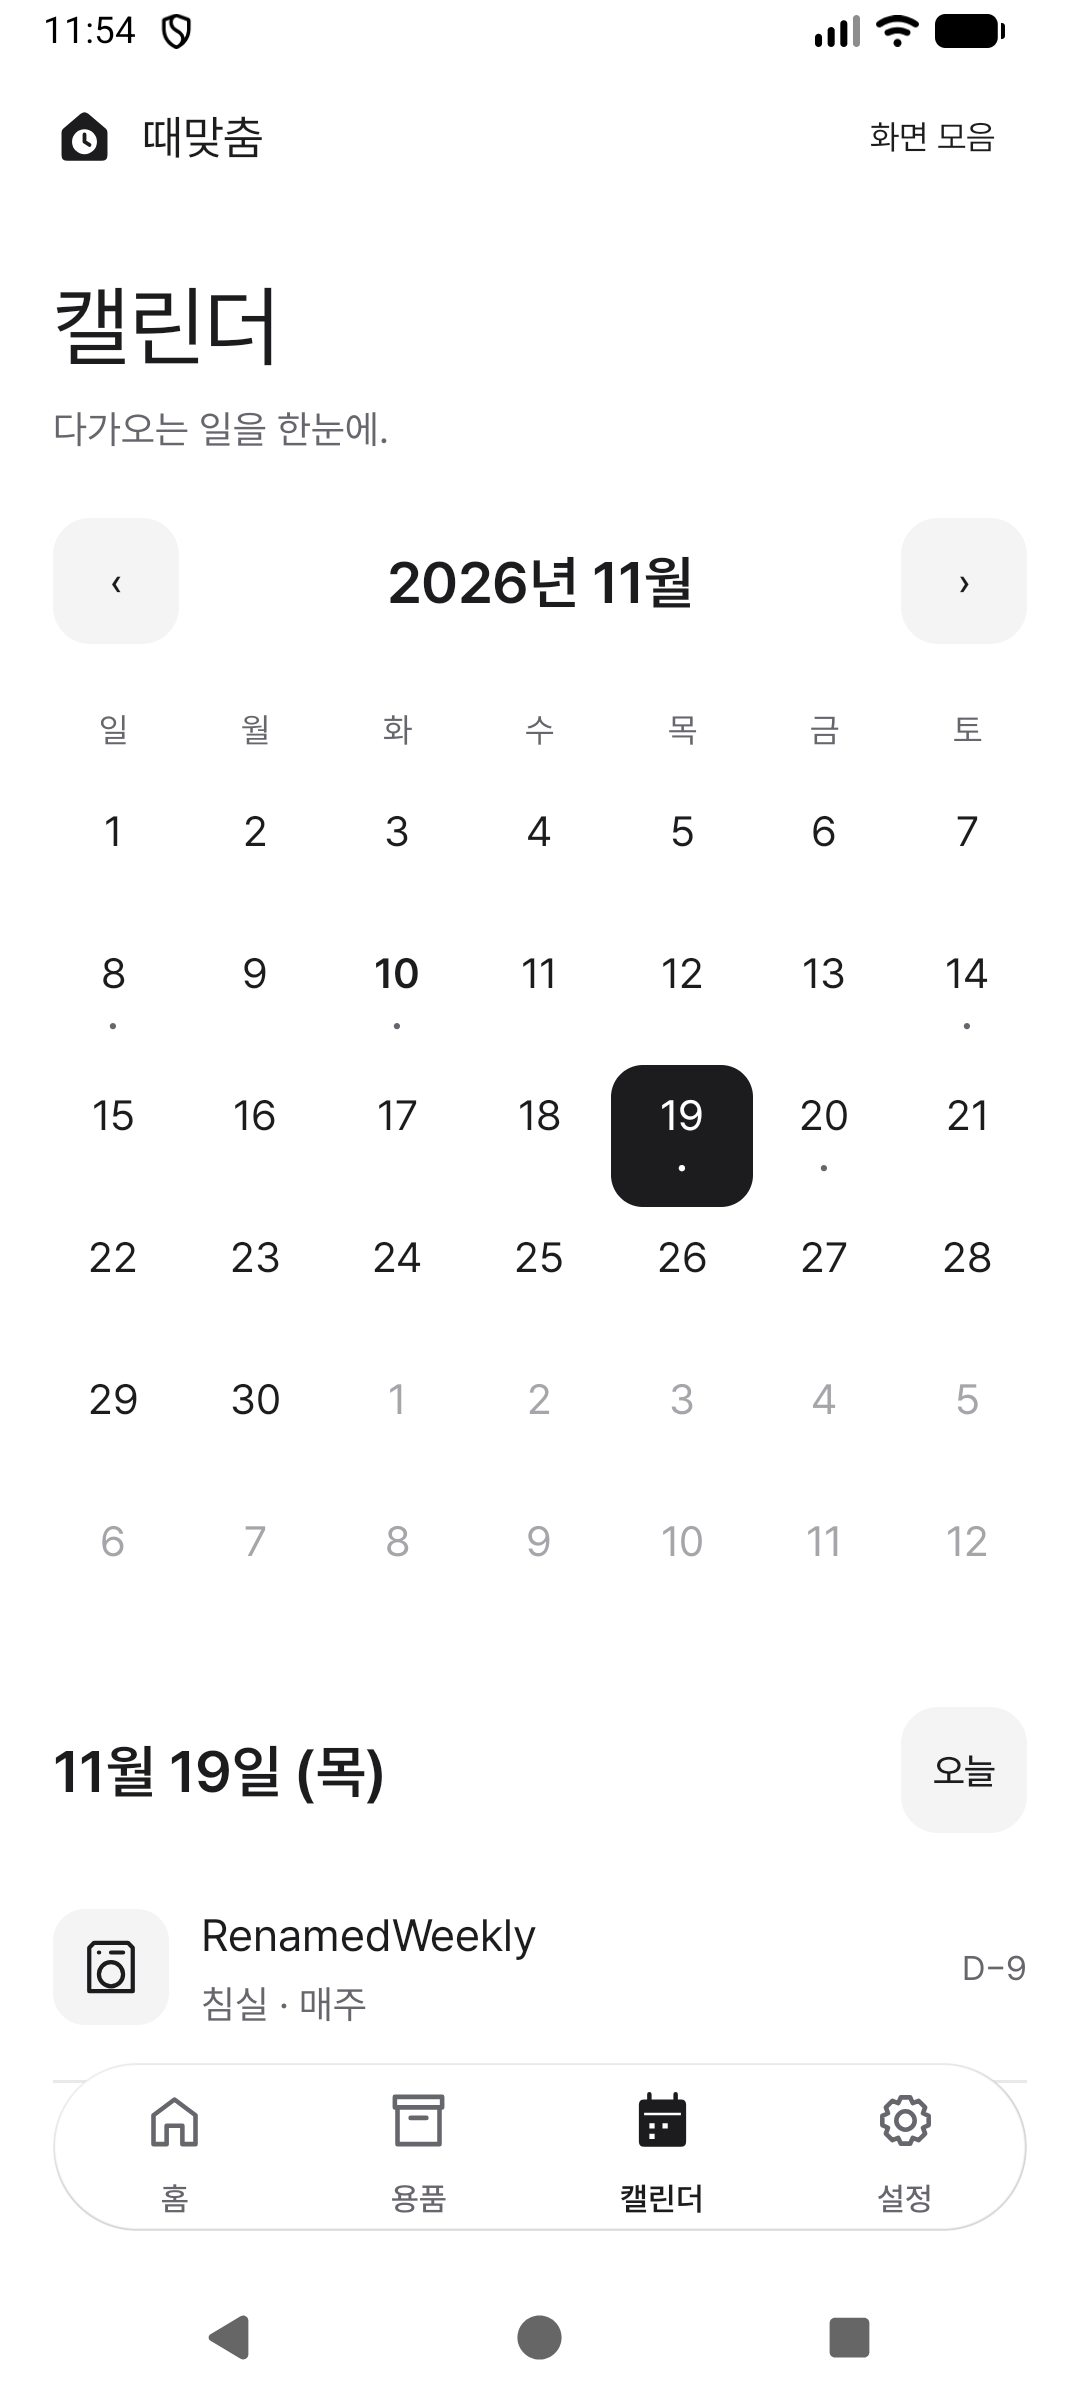 11:54
때맞춤
화면 모음
캘린더
다가오는 일을 한눈에.
‹ 2026년 11월 ›
일 월 화 수 목 금 토
1 2 3 4 5 6 7
8 9 10 11 12 13 14
15 16 17 18 19 20 21
22 23 24 25 26 27 28
29 30 1 2 3 4 5
6 7 8 9 10 11 12
11월 19일 (목)
오늘
RenamedWeekly
침실 · 매주
D−9
홈 용품 캘린더 설정